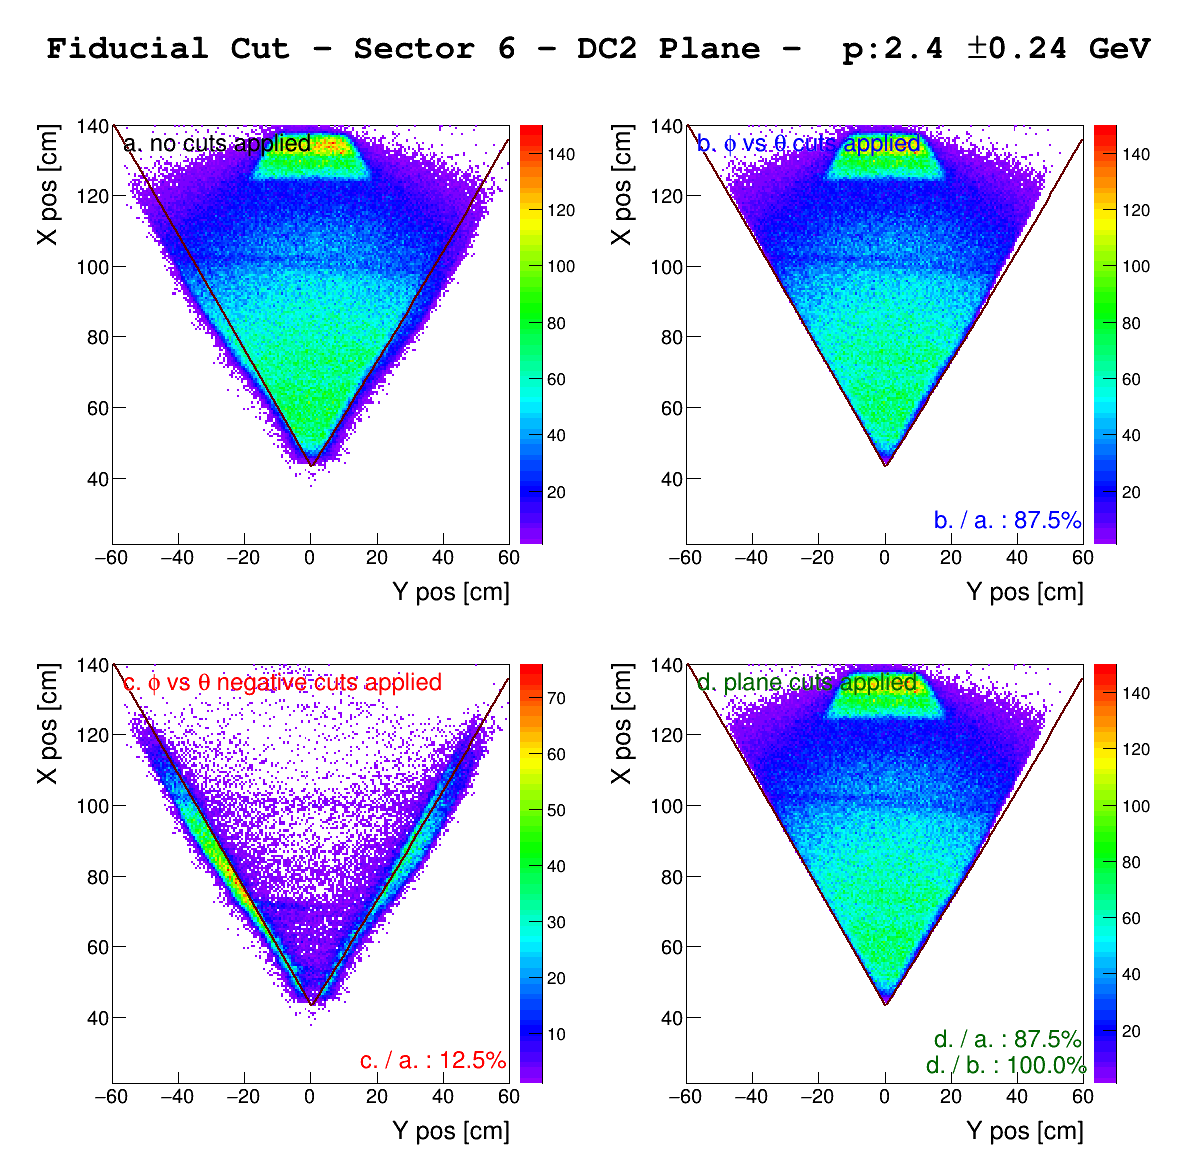 Fiducial Cut – Sector 6 – DC2 Plane – p:2.4 ±0.24 GeV
a. no cuts applied
X pos [cm]
140
120
100
80
60
40
−60 −40 −20 0 20 40 60
Y pos [cm]
140
120
100
80
60
40
20
b. ϕ vs θ cuts applied
X pos [cm]
140
120
100
80
60
40
b. / a. : 87.5%
−60 −40 −20 0 20 40 60
Y pos [cm]
140
120
100
80
60
40
20
c. ϕ vs θ negative cuts applied
X pos [cm]
140
120
100
80
60
40
c. / a. : 12.5%
−60 −40 −20 0 20 40 60
Y pos [cm]
70
60
50
40
30
20
10
d. plane cuts applied
X pos [cm]
140
120
100
80
60
40
d. / a. : 87.5%
d. / b. : 100.0%
−60 −40 −20 0 20 40 60
Y pos [cm]
140
120
100
80
60
40
20